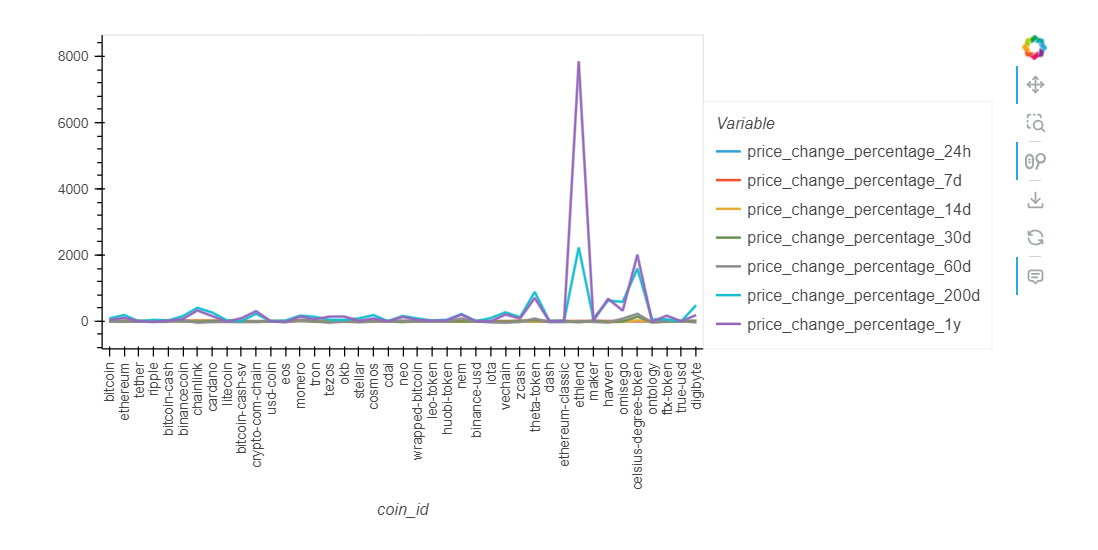 8000
6000
4000
2000
0
bitcoin
ethereum
tether
ripple
bitcoin-cash
binancecoin
chainlink
cardano
litecoin
bitcoin-cash-sv
crypto-com-chain
usd-coin
eos
monero
tron
tezos
okb
stellar
cosmos
cdai
neo
wrapped-bitcoin
leo-token
huobi-token
nem
binance-usd
iota
vechain
zcash
theta-token
dash
ethereum-classic
ethlend
maker
havven
omisego
celsius-degree-token
ontology
ftx-token
true-usd
digibyte
coin_id
Variable
price_change_percentage_24h
price_change_percentage_7d
price_change_percentage_14d
price_change_percentage_30d
price_change_percentage_60d
price_change_percentage_200d
price_change_percentage_1y